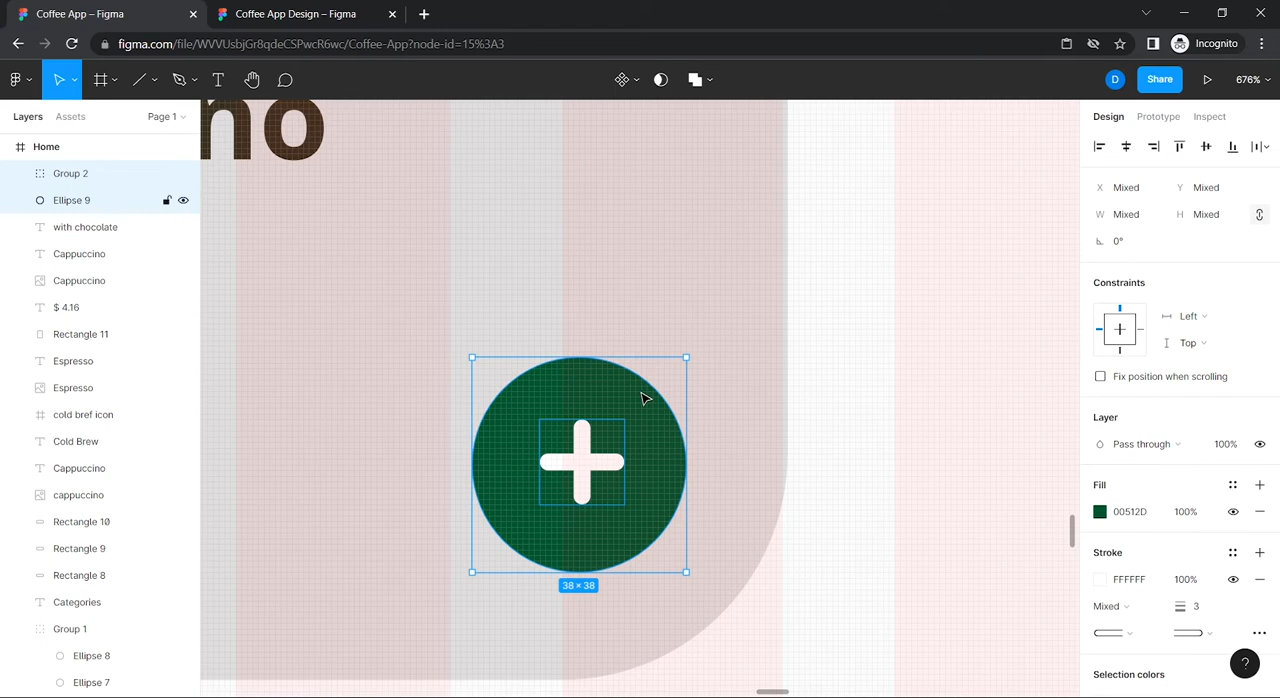 Coffee App – Figma
Coffee App Design – Figma
figma.com/file/WVVUsbjGr8qdeCSPwcR6wc/Coffee-App?node-id=15%3A3
Incognito
D
Share
676%
Layers
Assets
Page 1
Home
Group 2
Ellipse 9
with chocolate
Cappuccino
Cappuccino
$ 4.16
Rectangle 11
Espresso
Espresso
cold bref icon
Cold Brew
Cappuccino
cappuccino
Rectangle 10
Rectangle 9
Rectangle 8
Categories
Group 1
Ellipse 8
Ellipse 7
no
38 × 38
Design
Prototype
Inspect
X Mixed
Y Mixed
W Mixed
H Mixed
0°
Constraints
Left
Top
Fix position when scrolling
Layer
Pass through
100%
Fill
00512D
100%
Stroke
FFFFFF
100%
Mixed
3
Selection colors
?